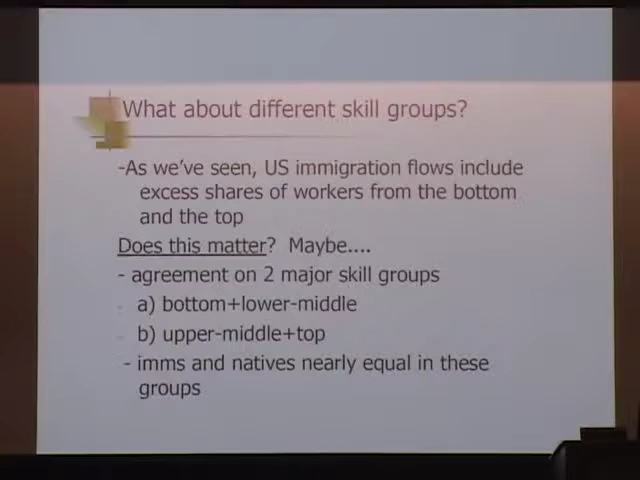 What about different skill groups?
-As we've seen, US immigration flows include
excess shares of workers from the bottom
and the top
Does this matter? Maybe....
- agreement on 2 major skill groups
a) bottom+lower-middle
b) upper-middle+top
- imms and natives nearly equal in these
groups